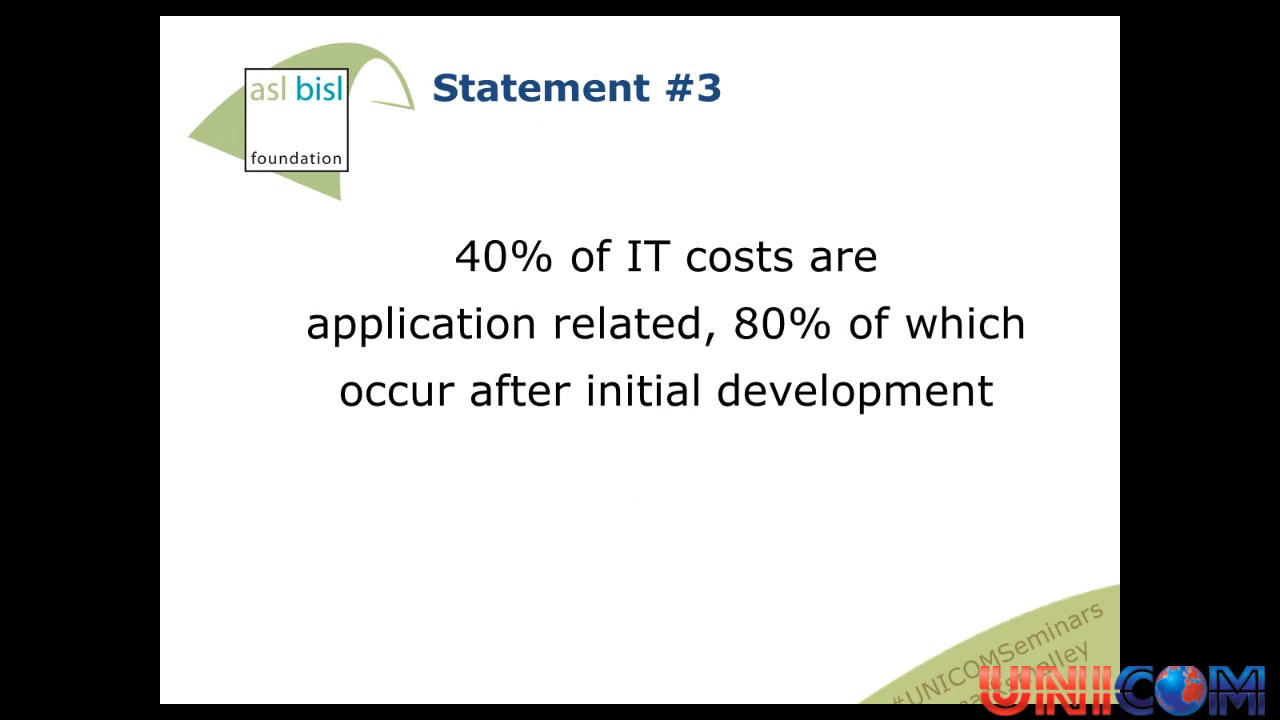 asl bisl
foundation
Statement #3
40% of IT costs are
application related, 80% of which
occur after initial development
#UNICOMSeminars
UNICOM